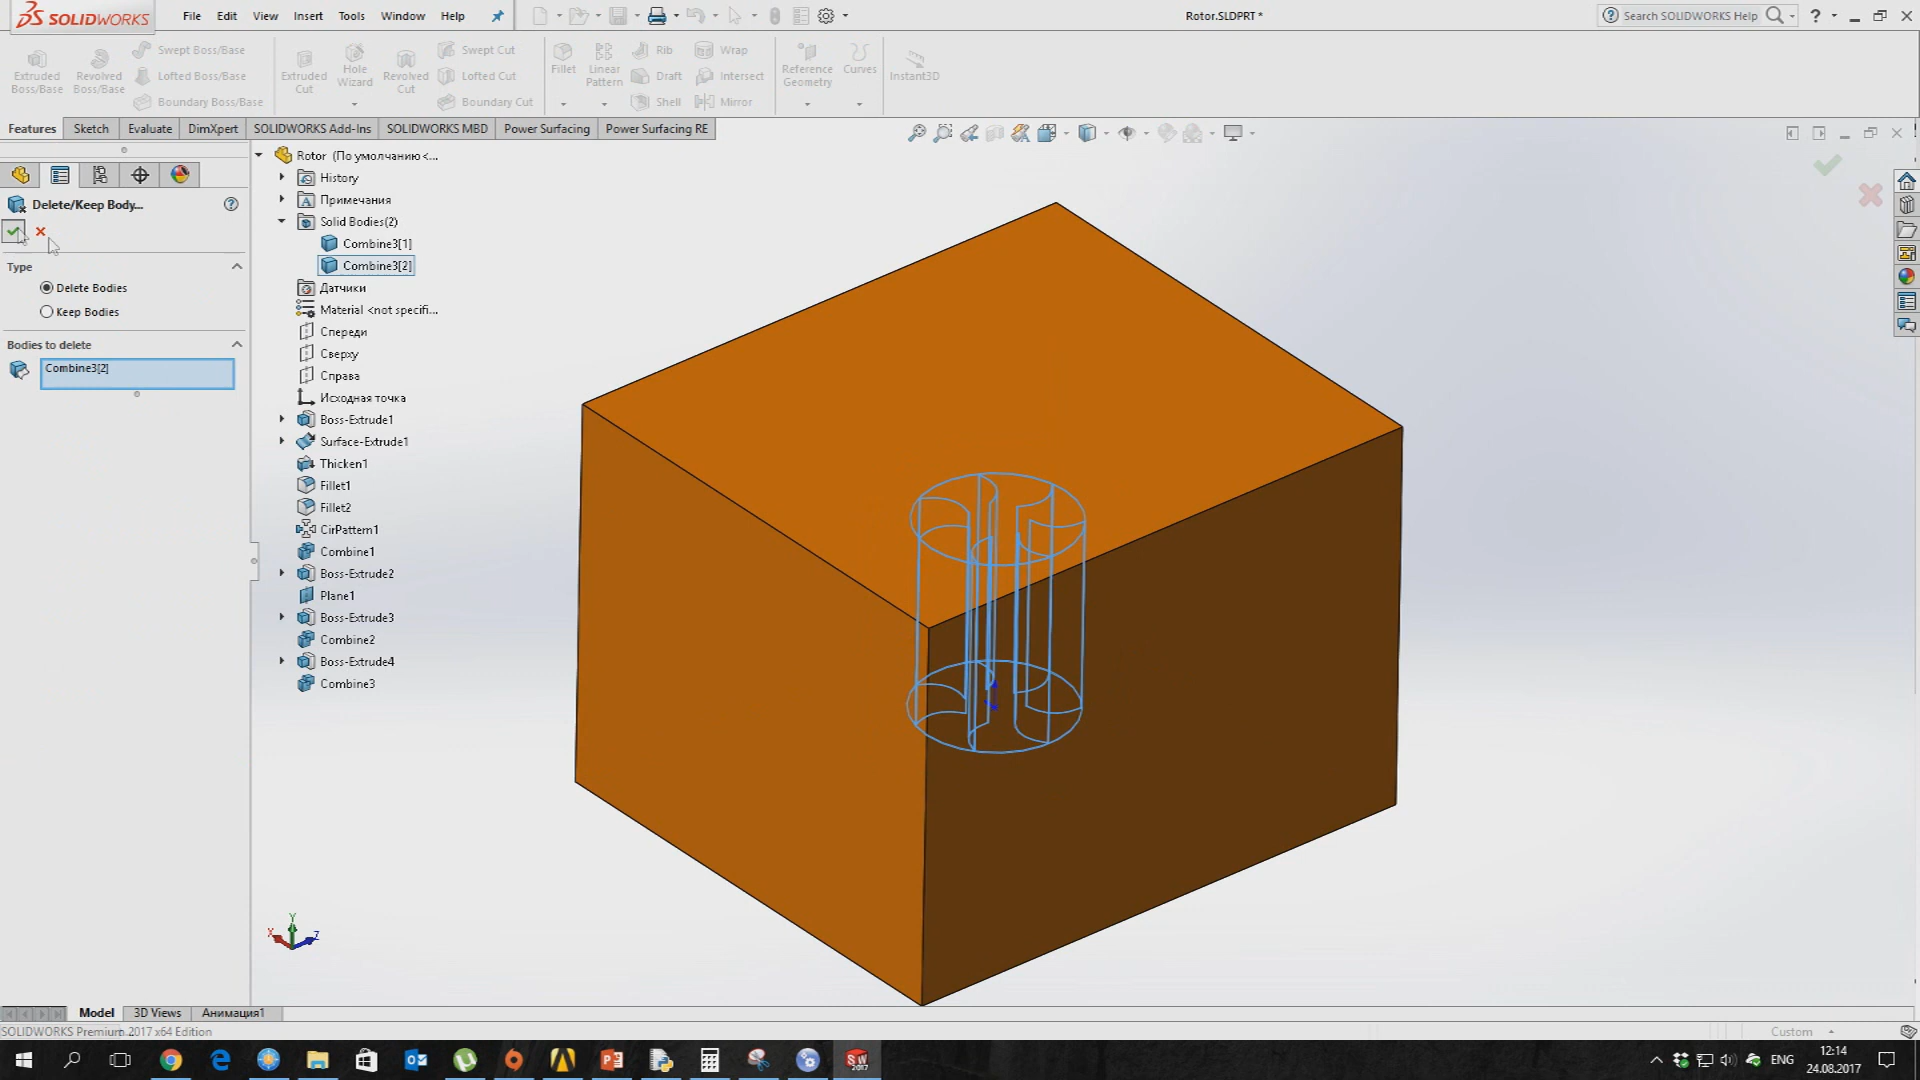 SOLIDWORKS
File Edit View Insert Tools Window Help
Rotor.SLDPRT *
Search SOLIDWORKS Help
Extruded Boss/Base
Revolved Boss/Base
Swept Boss/Base
Lofted Boss/Base
Boundary Boss/Base
Extruded Cut
Hole Wizard
Revolved Cut
Swept Cut
Lofted Cut
Boundary Cut
Fillet
Linear Pattern
Rib
Draft
Shell
Wrap
Intersect
Mirror
Reference Geometry
Curves
Instant3D
Features Sketch Evaluate DimXpert SOLIDWORKS Add-Ins SOLIDWORKS MBD Power Surfacing Power Surfacing RE
Delete/Keep Body...
Type
Delete Bodies
Keep Bodies
Bodies to delete
Combine3[2]
Rotor (По умолчанию<...
History
Примечания
Solid Bodies(2)
Combine3[1]
Combine3[2]
Датчики
Material <not specifi...
Спереди
Сверху
Справа
Исходная точка
Boss-Extrude1
Surface-Extrude1
Thicken1
Fillet1
Fillet2
CirPattern1
Combine1
Boss-Extrude2
Plane1
Boss-Extrude3
Combine2
Boss-Extrude4
Combine3
Y
X
Z
Model 3D Views Анимация1
SOLIDWORKS Premium 2017 x64 Edition
Custom
ENG
12:14
24.08.2017